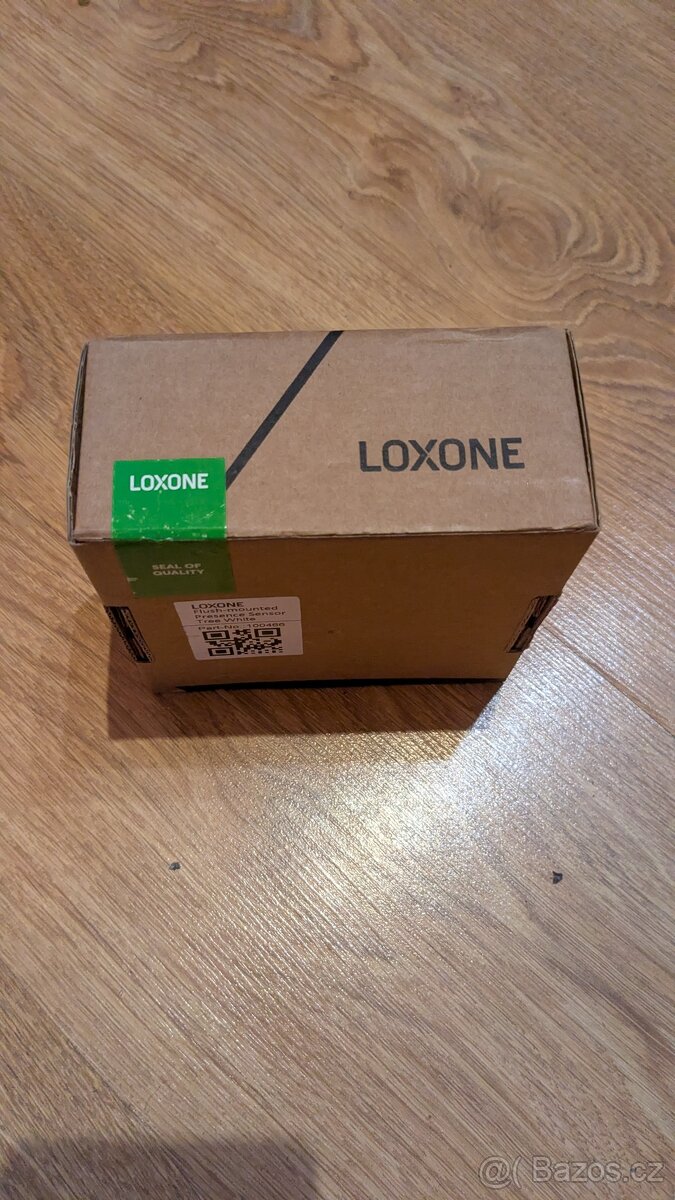 LOXONE
LOXONE
SEAL OF
QUALITY
LOXONE
Flush-mounted
Presence Sensor
Tree White
Part-No.: 100466
@( Bazos.cz